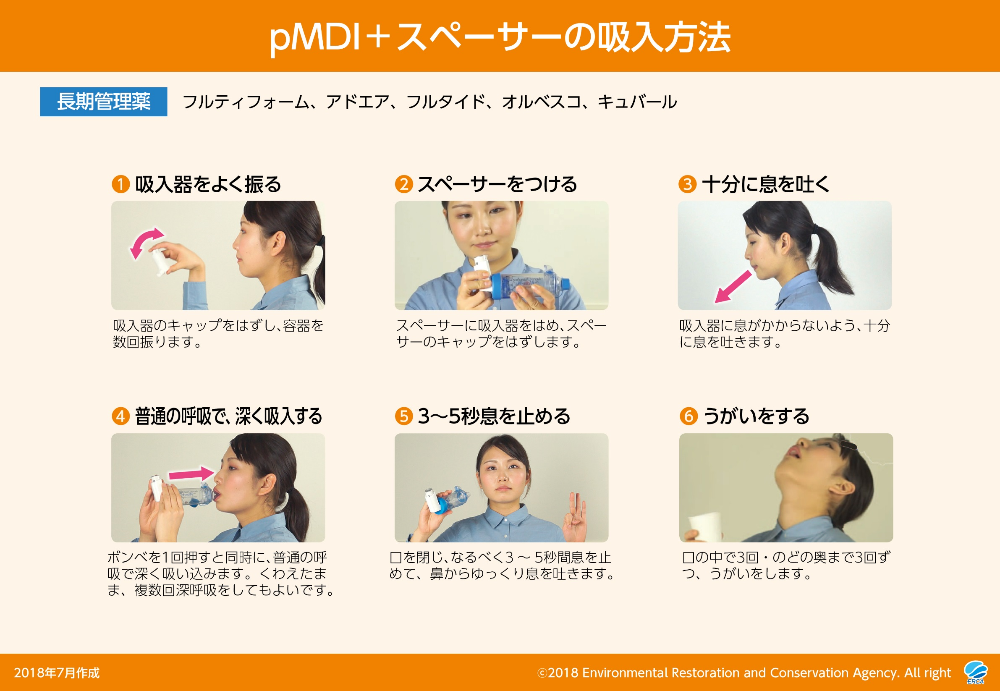 pMDI＋スペーサーの吸入方法
長期管理薬 フルティフォーム、アドエア、フルタイド、オルベスコ、キュバール
1 吸入器をよく振る
吸入器のキャップをはずし、容器を
数回振ります。
2 スペーサーをつける
スペーサーに吸入器をはめ、スペー
サーのキャップをはずします。
3 十分に息を吐く
吸入器に息がかからないよう、十分
に息を吐きます。
4 普通の呼吸で、深く吸入する
ボンベを1回押すと同時に、普通の呼
吸で深く吸い込みます。くわえたま
ま、複数回深呼吸をしてもよいです。
5 3〜5秒息を止める
口を閉じ、なるべく3 〜 5秒間息を止
めて、鼻からゆっくり息を吐きます。
6 うがいをする
口の中で3回・のどの奥まで3回ず
つ、うがいをします。
2018年7月作成
©2018 Environmental Restoration and Conservation Agency. All right
ERCA